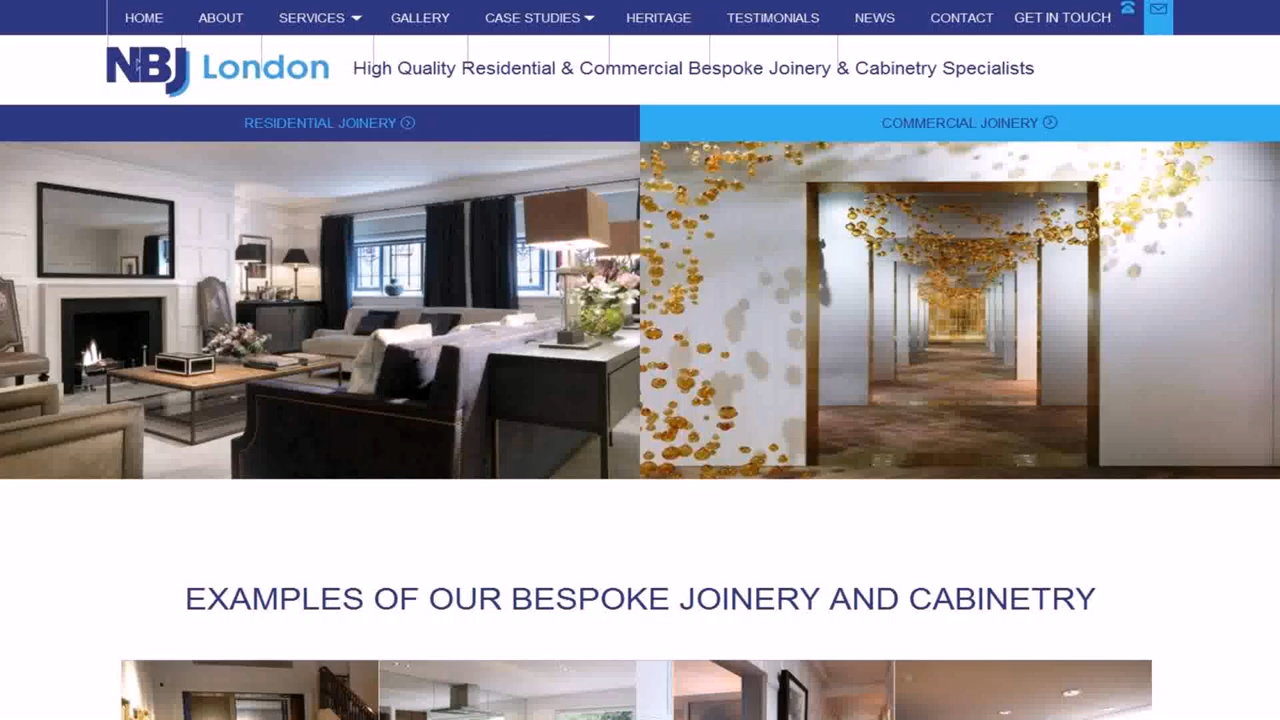 HOME ABOUT SERVICES GALLERY CASE STUDIES HERITAGE TESTIMONIALS NEWS CONTACT GET IN TOUCH
NBJ London High Quality Residential & Commercial Bespoke Joinery & Cabinetry Specialists
RESIDENTIAL JOINERY COMMERCIAL JOINERY
EXAMPLES OF OUR BESPOKE JOINERY AND CABINETRY